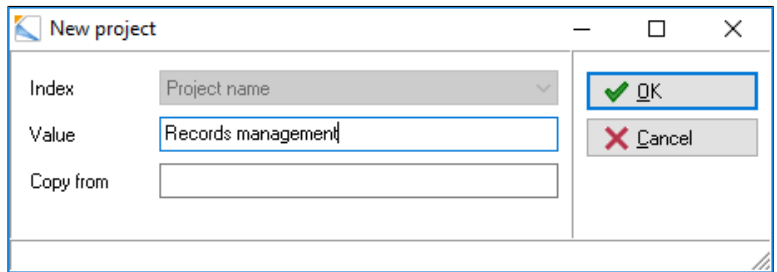 New project
Index Project name
OK
Value Records management
Cancel
Copy from